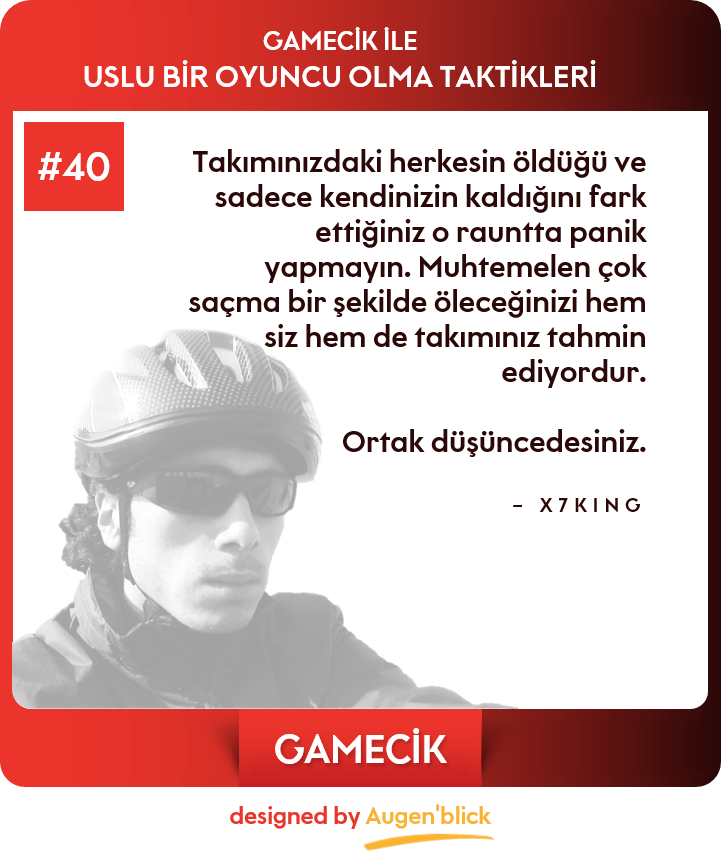 GAMECİK İLE
USLU BİR OYUNCU OLMA TAKTİKLERİ
#40
Takımınızdaki herkesin öldüğü ve
sadece kendinizin kaldığını fark
ettiğiniz o rauntta panik
yapmayın. Muhtemelen çok
saçma bir şekilde öleceğinizi hem
siz hem de takımınız tahmin
ediyordur.
Ortak düşüncedesiniz.
– X7KING
GAMECİK
designed by Augen'blick